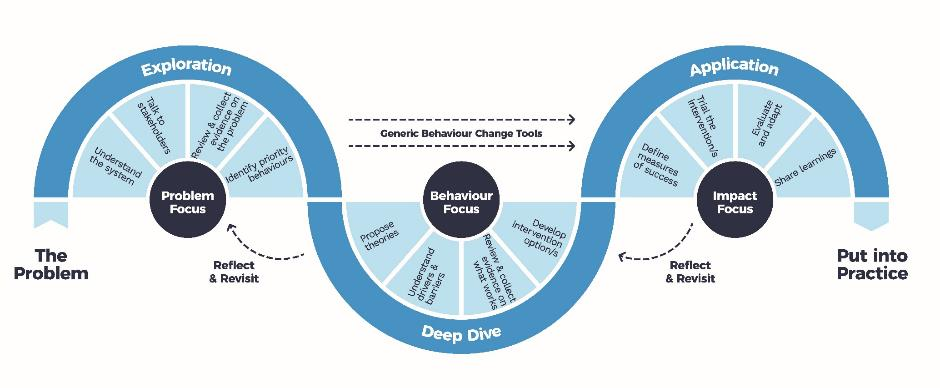 Exploration
Understand
the system
Talk to
stakeholders
Review & collect
evidence on
the problem
Identify priority
behaviours
Problem
Focus
The
Problem
Reflect
& Revisit
Generic Behaviour Change Tools
Behaviour
Focus
Propose
theories
Understand
drivers &
barriers
Review & collect
evidence on
what works
Develop
intervention
option/s
Deep Dive
Application
Define
measures
of success
Trial the
intervention/s
Evaluate
and adapt
Share learnings
Impact
Focus
Reflect
& Revisit
Put into
Practice